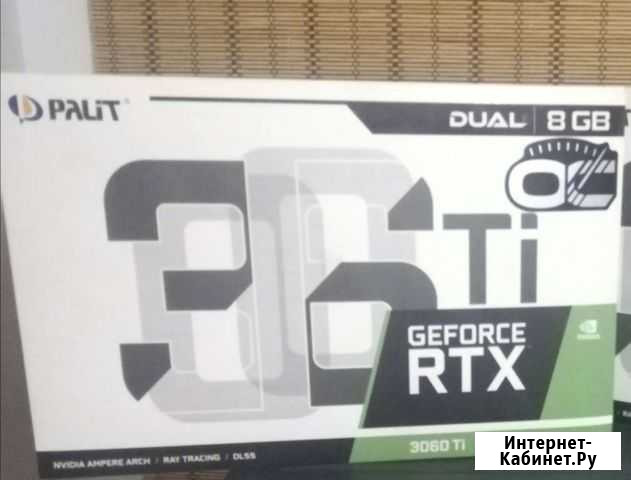 PALiT
DUAL 8 GB
OC
3060 Ti
GEFORCE
RTX
NVIDIA
3060 Ti
NVIDIA AMPERE ARCH / RAY TRACING / DLSS
Интернет-
Кабинет.Ру